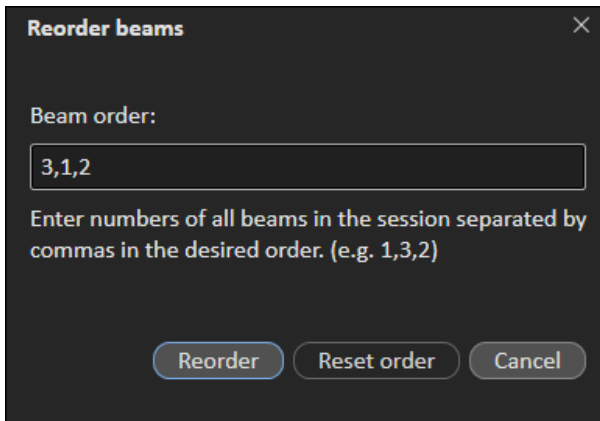 Reorder beams
Beam order:
3,1,2
Enter numbers of all beams in the session separated by
commas in the desired order. (e.g. 1,3,2)
Reorder Reset order Cancel